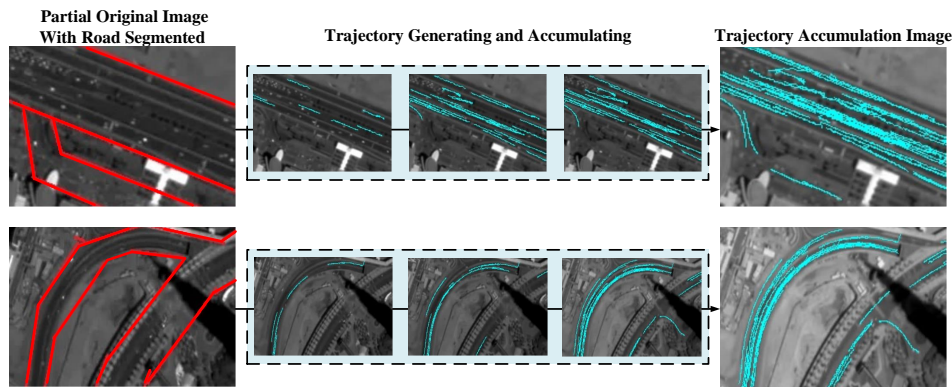 Partial Original Image
With Road Segmented
Trajectory Generating and Accumulating
Trajectory Accumulation Image